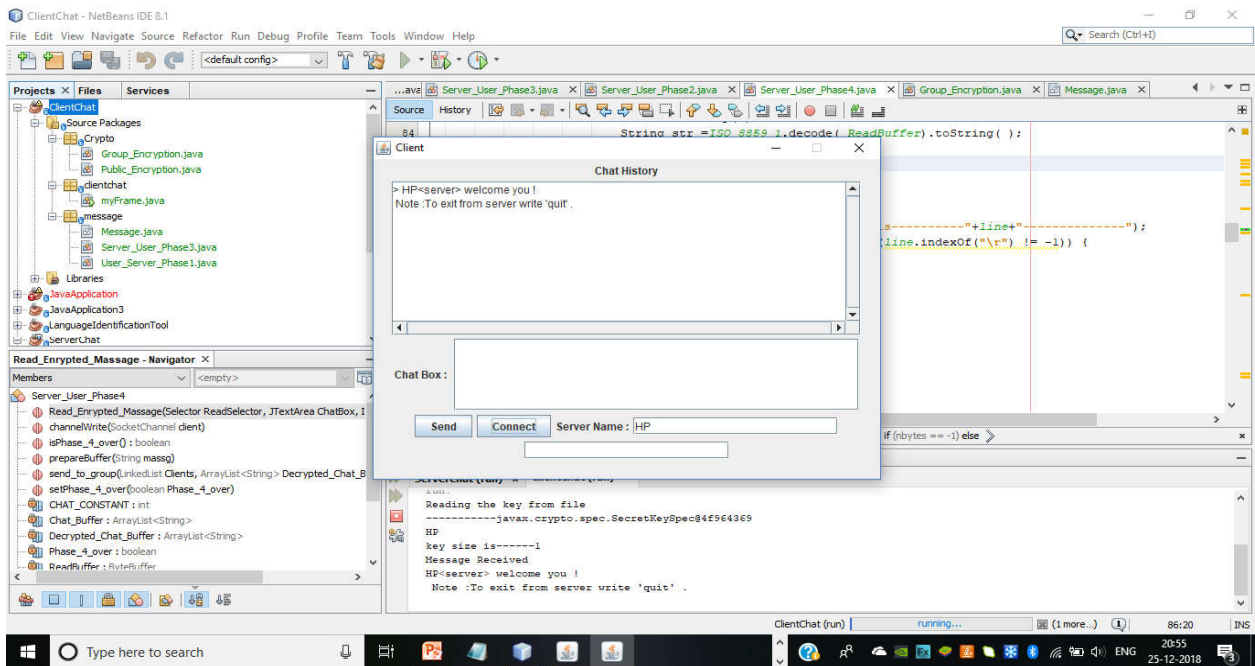 ClientChat - NetBeans IDE 8.1
File Edit View Navigate Source Refactor Run Debug Profile Team Tools Window Help
Search (Ctrl+I)
<default config>
Projects Files Services
ClientChat
Source Packages
Crypto
Group_Encryption.java
Public_Encryption.java
clientchat
myFrame.java
message
Message.java
Server_User_Phase3.java
User_Server_Phase1.java
Libraries
JavaApplication
JavaApplication3
LanguageIdentificationTool
ServerChat
Read_Enrypted_Massage - Navigator
Members <empty>
Server_User_Phase4
Read_Enrypted_Massage(Selector ReadSelector, JTextArea ChatBox, I
channelWrite(SocketChannel client)
isPhase_4_over() : boolean
prepareBuffer(String massg)
send_to_group(LinkedList Clients, ArrayList<String> Decrypted_Chat_B
setPhase_4_over(boolean Phase_4_over)
CHAT_CONSTANT : int
Chat_Buffer : ArrayList<String>
Decrypted_Chat_Buffer : ArrayList<String>
Phase_4_over : boolean
ReadBuffer : ByteBuffer
...ava Server_User_Phase3.java Server_User_Phase2.java Server_User_Phase4.java Group_Encryption.java Message.java
Source History
84 String str =ISO_8859_1.decode( ReadBuffer).toString( );
s----------"+line+"--------------");
(line.indexOf("\r") != -1)) {
if (nbytes == -1) else
Client
Chat History
> HP<server> welcome you !
Note :To exit from server write 'quit' .
Chat Box :
Send Connect Server Name : HP
run:
Reading the key from file
-----------javax.crypto.spec.SecretKeySpec@4f964369
HP
key size is------1
Message Received
HP<server> welcome you !
Note :To exit from server write 'quit' .
ClientChat (run) running... (1 more...) 1 86:20 INS
Type here to search
ENG
20:55
25-12-2018
3